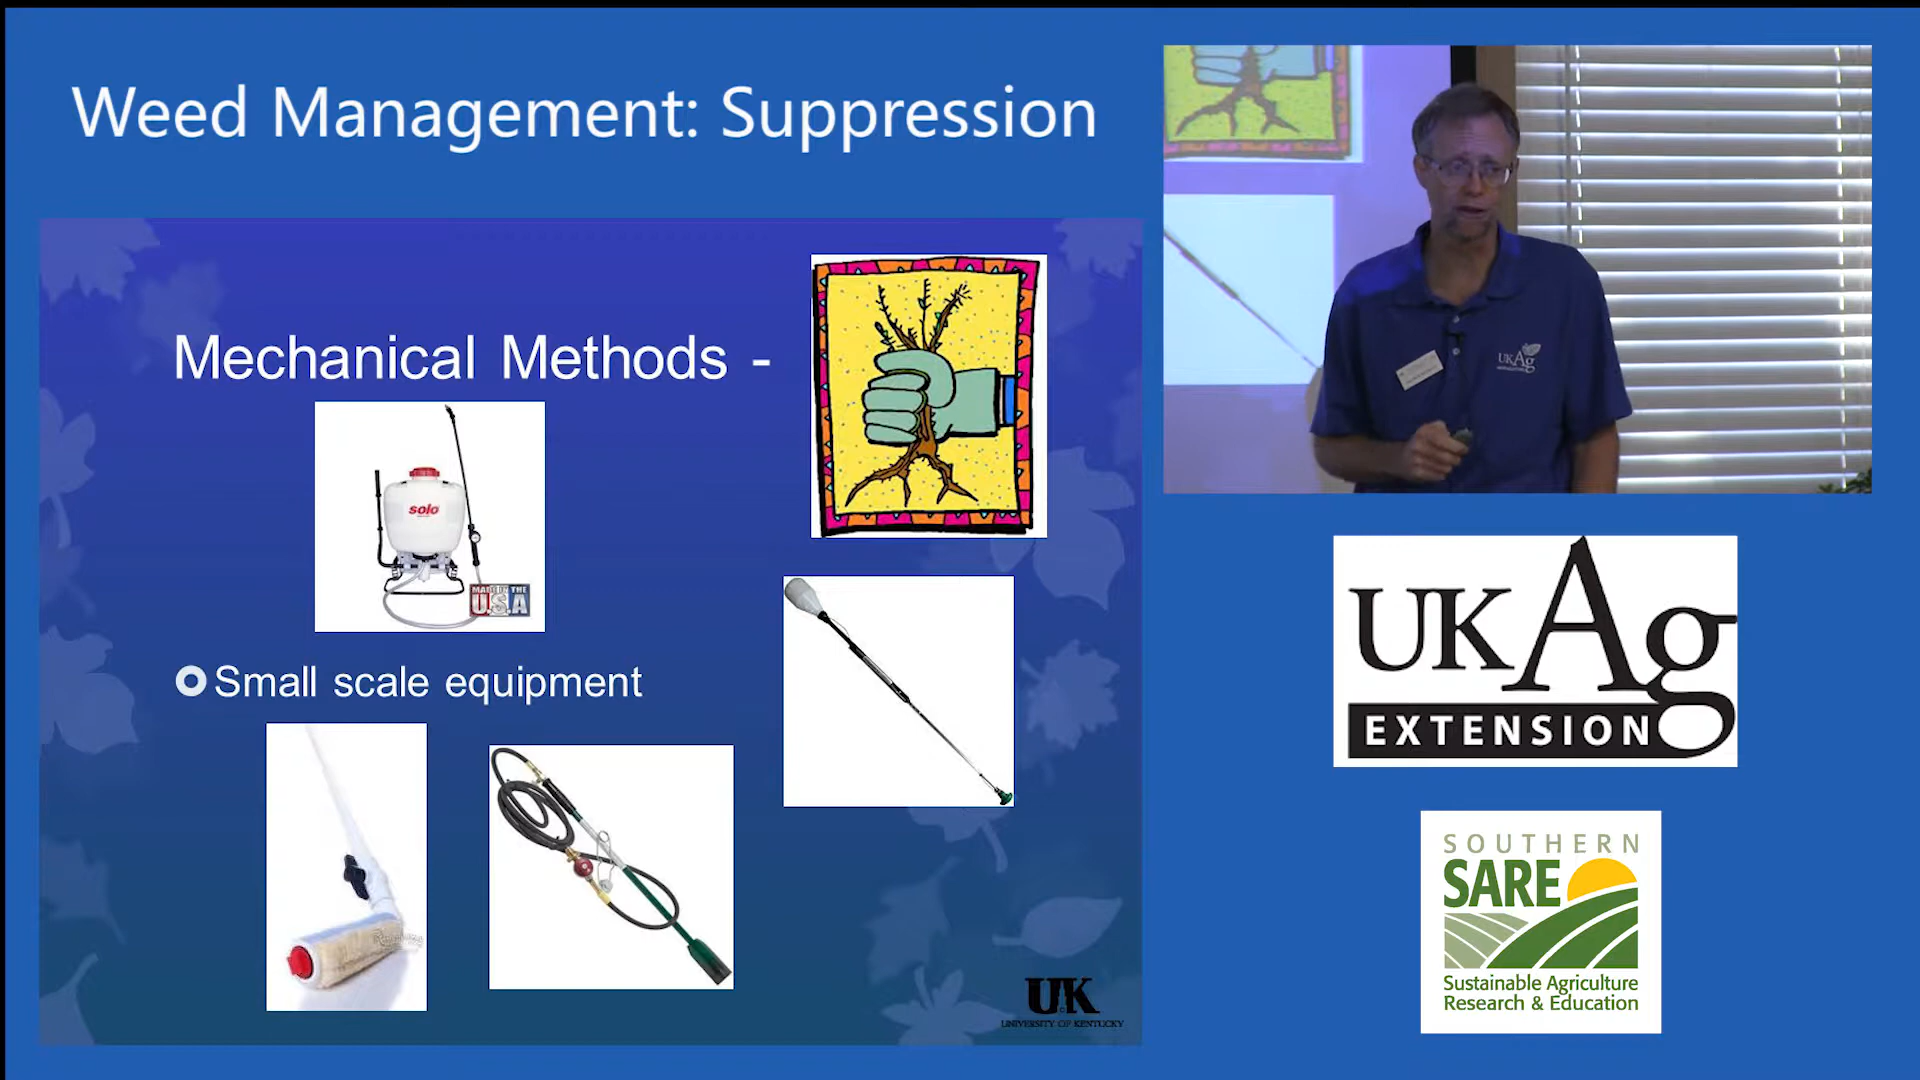 Weed Management: Suppression
Mechanical Methods -
solo
MADE IN THE
U.S.A
Small scale equipment
UK
UNIVERSITY OF KENTUCKY
UKAg
UKAg
EXTENSION
SOUTHERN
SARE
Sustainable Agriculture
Research & Education